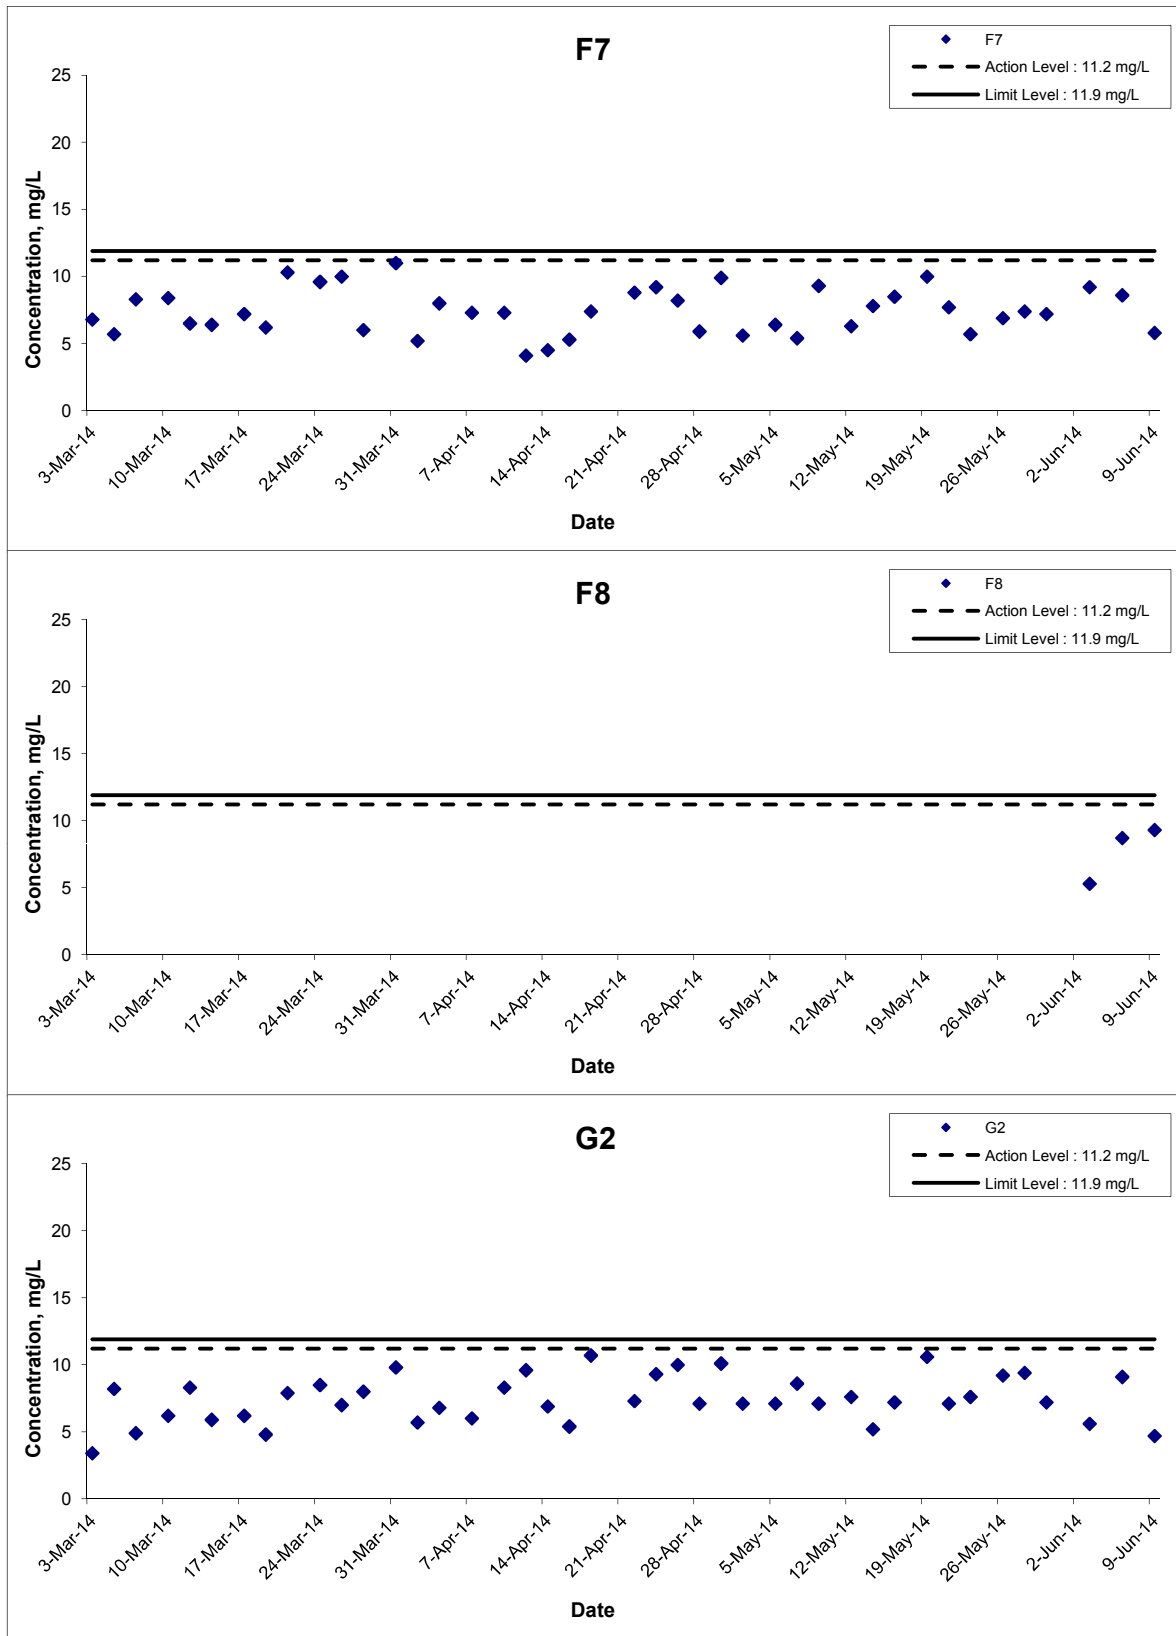 F7
F7
Action Level : 11.2 mg/L
Limit Level : 11.9 mg/L
Concentration, mg/L
25
20
15
10
5
0
3-Mar-14
10-Mar-14
17-Mar-14
24-Mar-14
31-Mar-14
7-Apr-14
14-Apr-14
21-Apr-14
28-Apr-14
5-May-14
12-May-14
19-May-14
26-May-14
2-Jun-14
9-Jun-14
Date
F8
F8
Action Level : 11.2 mg/L
Limit Level : 11.9 mg/L
Concentration, mg/L
25
20
15
10
5
0
3-Mar-14
10-Mar-14
17-Mar-14
24-Mar-14
31-Mar-14
7-Apr-14
14-Apr-14
21-Apr-14
28-Apr-14
5-May-14
12-May-14
19-May-14
26-May-14
2-Jun-14
9-Jun-14
Date
G2
G2
Action Level : 11.2 mg/L
Limit Level : 11.9 mg/L
Concentration, mg/L
25
20
15
10
5
0
3-Mar-14
10-Mar-14
17-Mar-14
24-Mar-14
31-Mar-14
7-Apr-14
14-Apr-14
21-Apr-14
28-Apr-14
5-May-14
12-May-14
19-May-14
26-May-14
2-Jun-14
9-Jun-14
Date